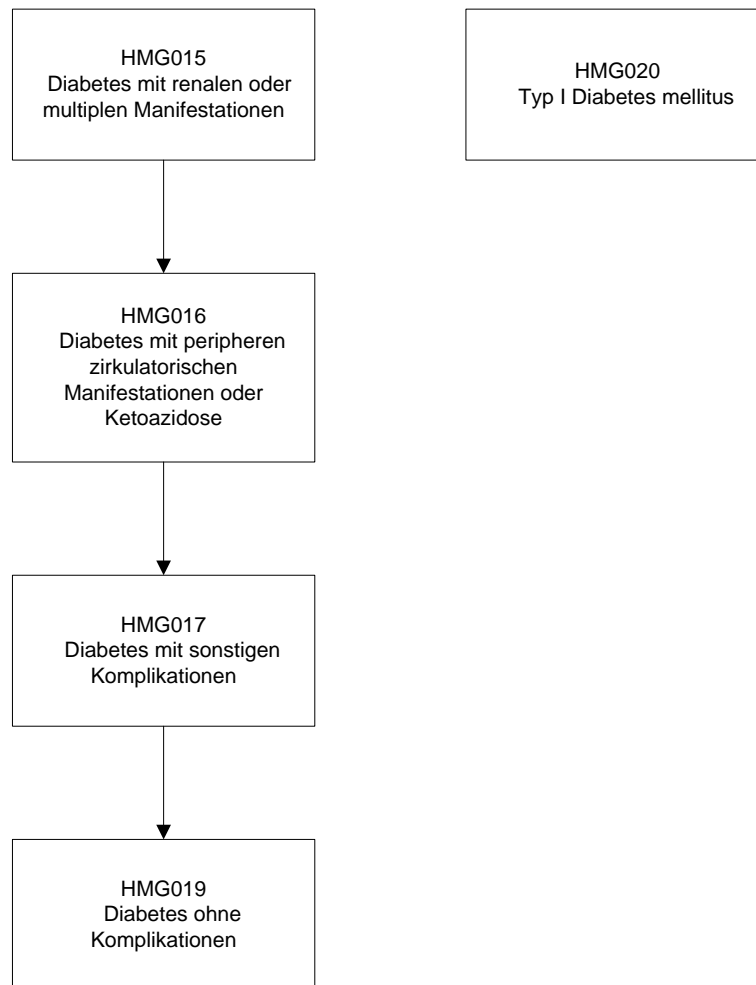 HMG015
Diabetes mit renalen oder
multiplen Manifestationen
HMG020
Typ I Diabetes mellitus
HMG016
Diabetes mit peripheren
zirkulatorischen
Manifestationen oder
Ketoazidose
HMG017
Diabetes mit sonstigen
Komplikationen
HMG019
Diabetes ohne
Komplikationen